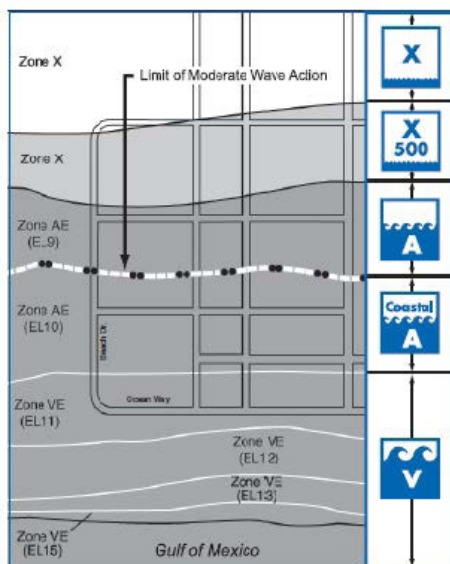 Zone X
Limit of Moderate Wave Action
Zone X
Zone AE
(EL9)
Zone AE
(EL10)
Beach Dr.
Ocean Way
Zone VE
(EL11)
Zone VE
(EL12)
Zone VE
(EL13)
Zone VE
(EL15)
Gulf of Mexico
X
X
500
A
Coastal
A
V